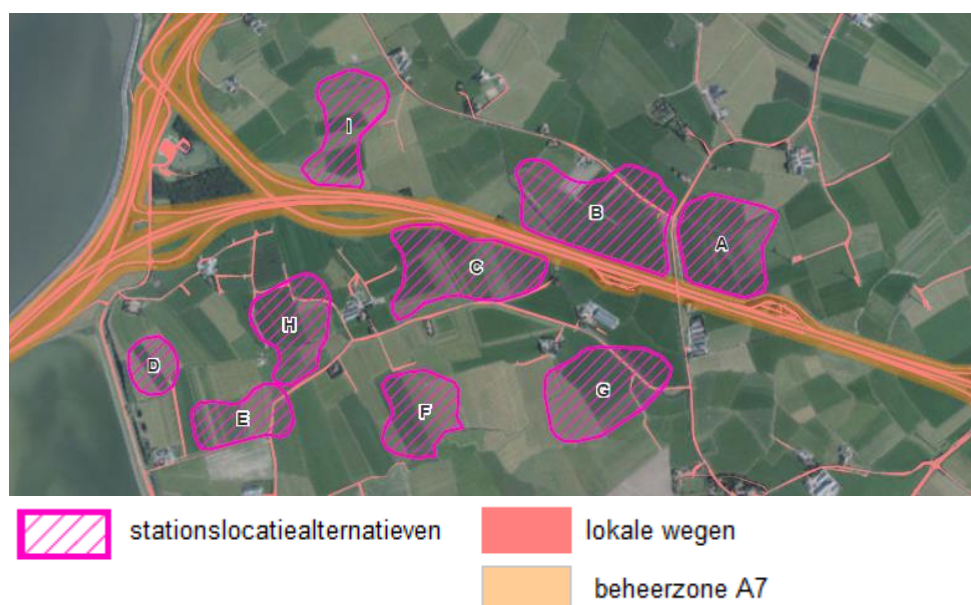 I
B
A
C
H
D
E
F
G
stationslocatiealternatieven
lokale wegen
beheerzone A7